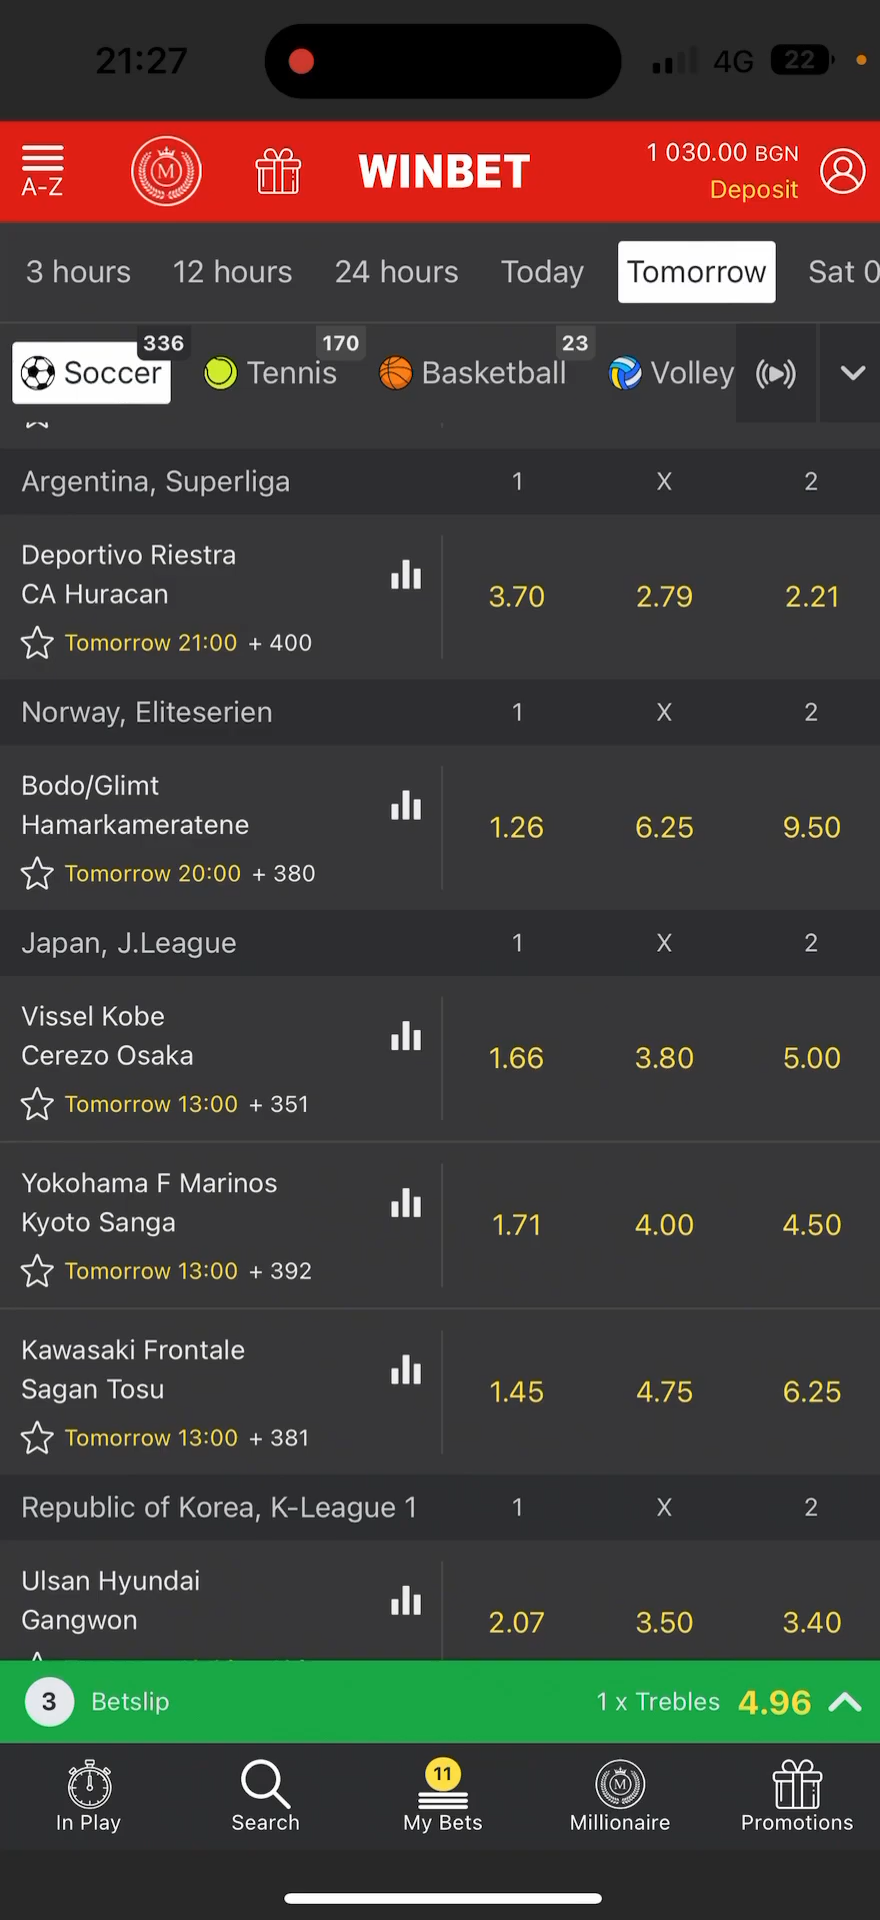 21:27
4G
22
A-Z
M
WINBET
1 030.00 BGN
Deposit
3 hours
12 hours
24 hours
Today
Tomorrow
Sat 0
336
170
23
Soccer
Tennis
Basketball
Volley
Argentina, Superliga 1 X 2
Deportivo Riestra
CA Huracan
3.70 2.79 2.21
Tomorrow 21:00 + 400
Norway, Eliteserien 1 X 2
Bodo/Glimt
Hamarkameratene
1.26 6.25 9.50
Tomorrow 20:00 + 380
Japan, J.League 1 X 2
Vissel Kobe
Cerezo Osaka
1.66 3.80 5.00
Tomorrow 13:00 + 351
Yokohama F Marinos
Kyoto Sanga
1.71 4.00 4.50
Tomorrow 13:00 + 392
Kawasaki Frontale
Sagan Tosu
1.45 4.75 6.25
Tomorrow 13:00 + 381
Republic of Korea, K-League 1 1 X 2
Ulsan Hyundai
Gangwon
2.07 3.50 3.40
3 Betslip 1 x Trebles 4.96
11
M
In Play
Search
My Bets
Millionaire
Promotions